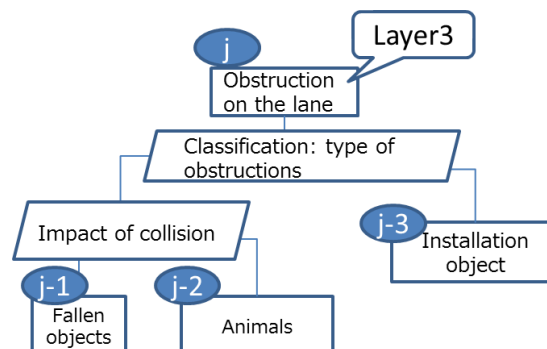 j
Layer3
Obstruction
on the lane
Classification: type of
obstructions
Impact of collision
j-3
Installation
object
j-1
Fallen
objects
j-2
Animals